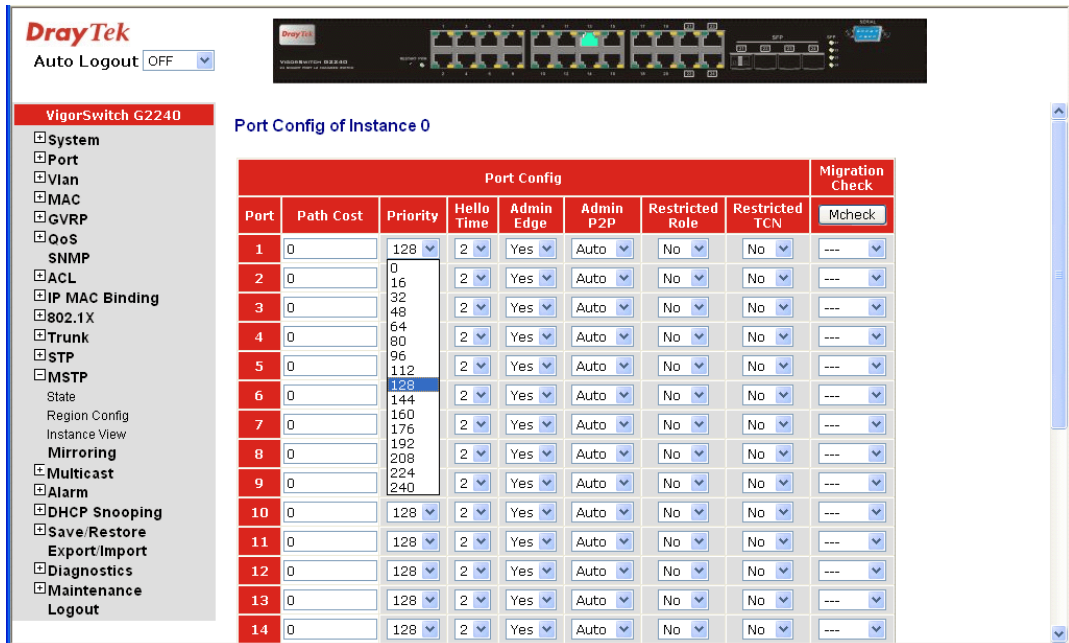 DrayTek
Auto Logout OFF
DrayTek
VIGORSWITCH G2240
SERIAL
SFP
VigorSwitch G2240
System
Port
Vlan
MAC
GVRP
QoS
SNMP
ACL
IP MAC Binding
802.1X
Trunk
STP
MSTP
State
Region Config
Instance View
Mirroring
Multicast
Alarm
DHCP Snooping
Save/Restore
Export/Import
Diagnostics
Maintenance
Logout
Port Config of Instance 0
Port Config Migration Check
Port Path Cost Priority Hello Time Admin Edge Admin P2P Restricted Role Restricted TCN Mcheck
1 0 128 2 Yes Auto No No ---
2 0 2 Yes Auto No No ---
3 0 2 Yes Auto No No ---
4 0 2 Yes Auto No No ---
5 0 2 Yes Auto No No ---
6 0 2 Yes Auto No No ---
7 0 2 Yes Auto No No ---
8 0 2 Yes Auto No No ---
9 0 2 Yes Auto No No ---
0
16
32
48
64
80
96
112
128
144
160
176
192
208
224
240
10 0 128 2 Yes Auto No No ---
11 0 128 2 Yes Auto No No ---
12 0 128 2 Yes Auto No No ---
13 0 128 2 Yes Auto No No ---
14 0 128 2 Yes Auto No No ---